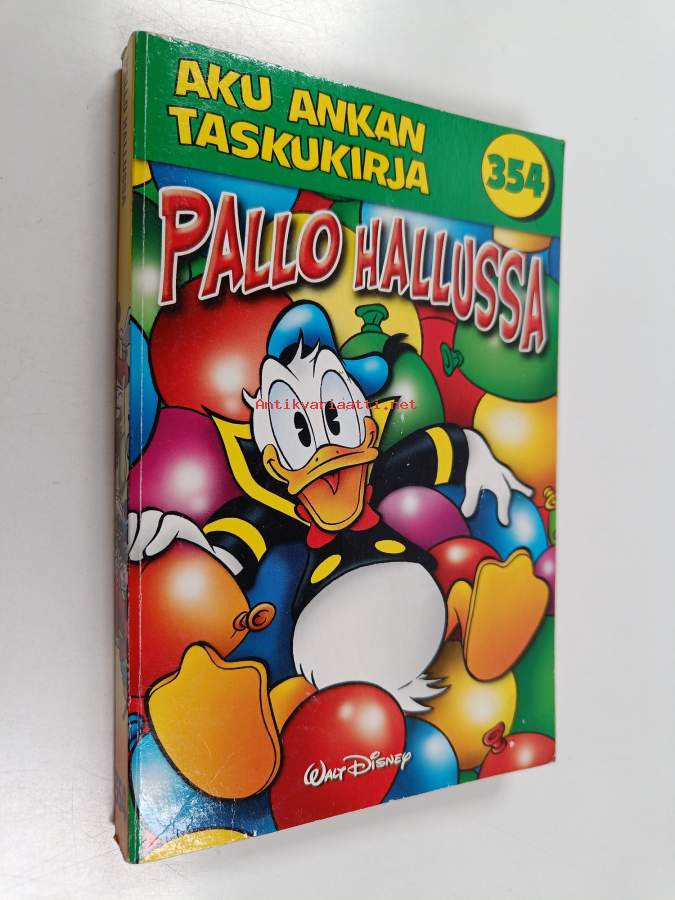 AKU ANKAN
TASKUKIRJA
354
PALLO HALLUSSA
Antikvariaatti.net
WALT DISNEY